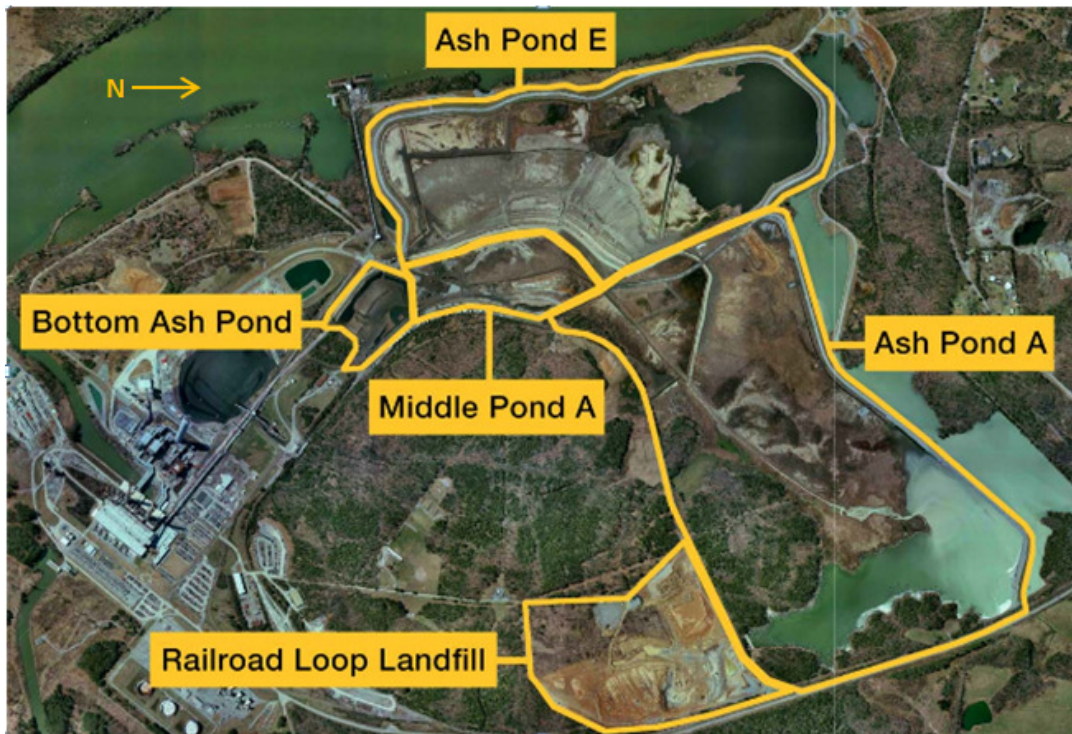 Ash Pond E
N
Bottom Ash Pond
Ash Pond A
Middle Pond A
Railroad Loop Landfill